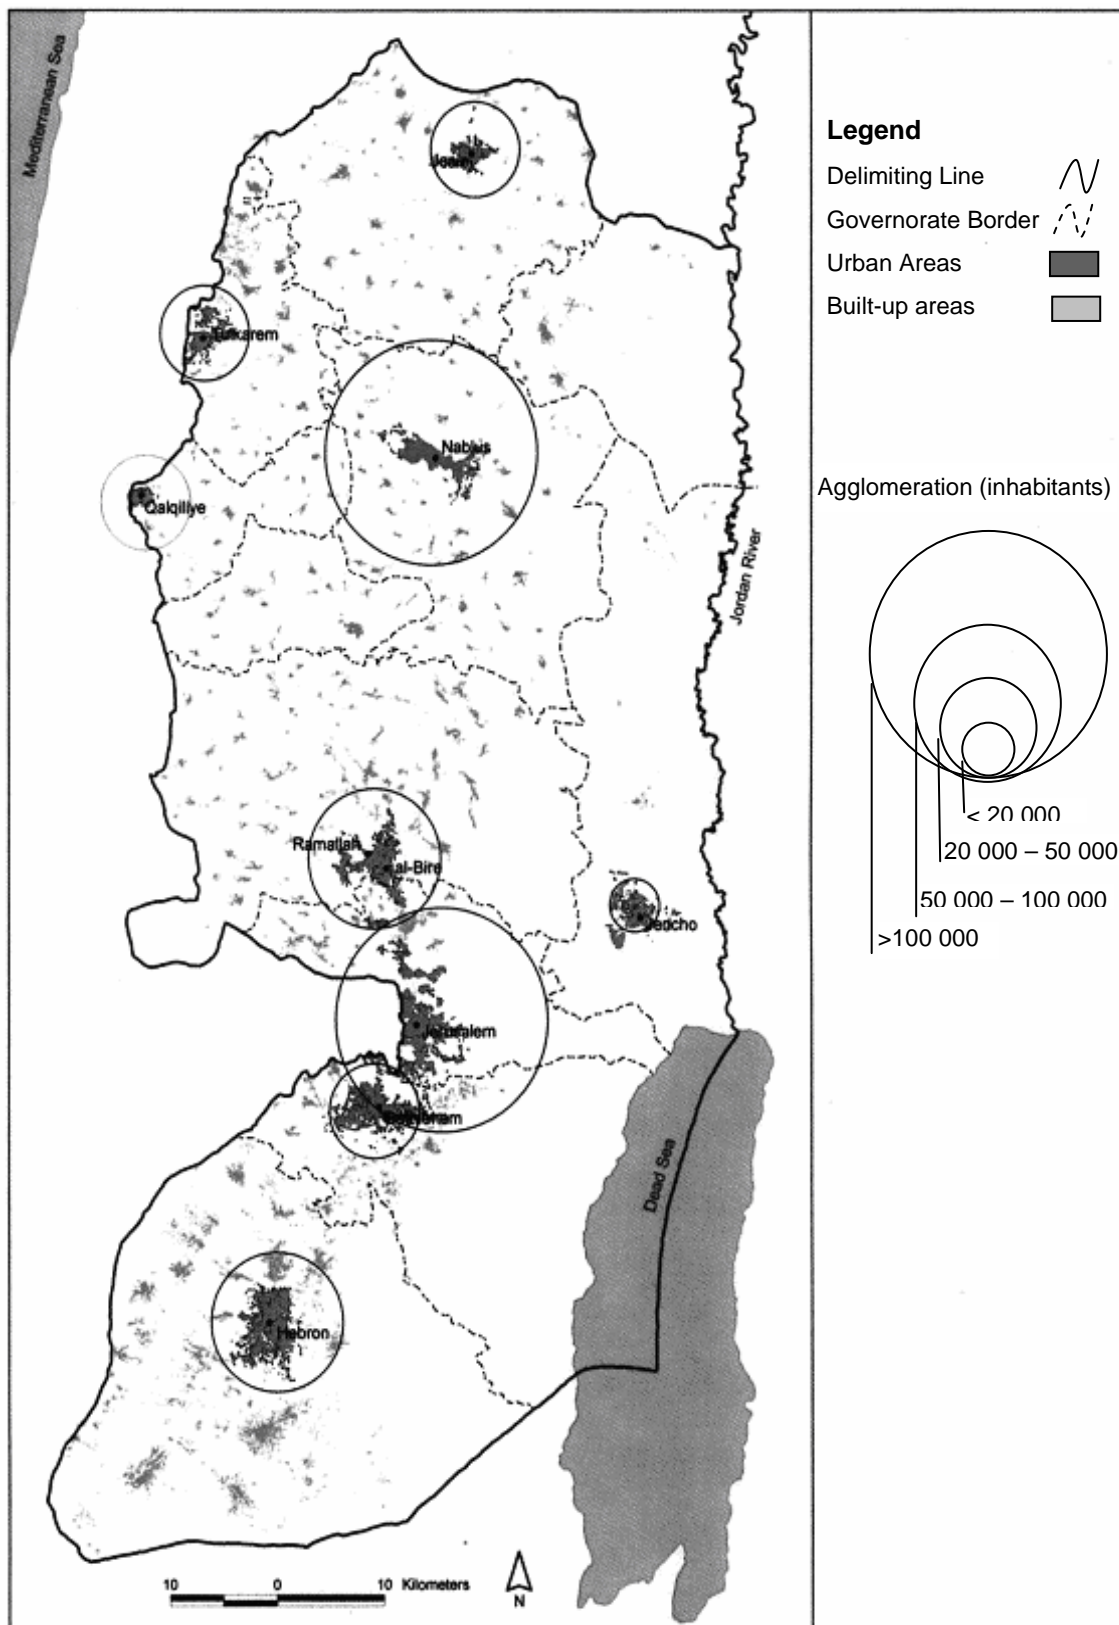 Mediterranean Sea
Jenin
Tulkarem
Nablus
Qalqiliye
Jordan River
Ramallah
al-Bire
Jericho
Jerusalem
Bethlehem
Dead Sea
Hebron
10 0 10 Kilometers
N
Legend
Delimiting Line
Governorate Border
Urban Areas
Built-up areas
Agglomeration (inhabitants)
< 20 000
20 000 – 50 000
50 000 – 100 000
>100 000